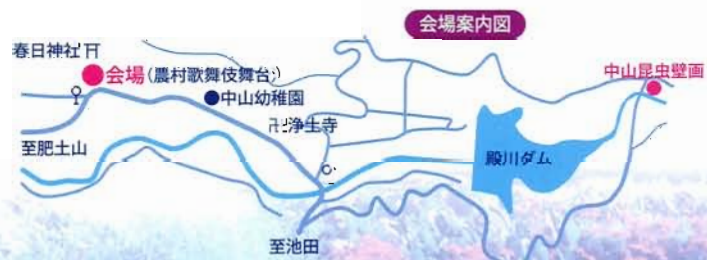 会場案内図
春日神社
会場(農村歌舞伎舞台)
中山幼稚園
中山昆虫壁画
卍浄生寺
至肥土山
殿川ダム
至池田